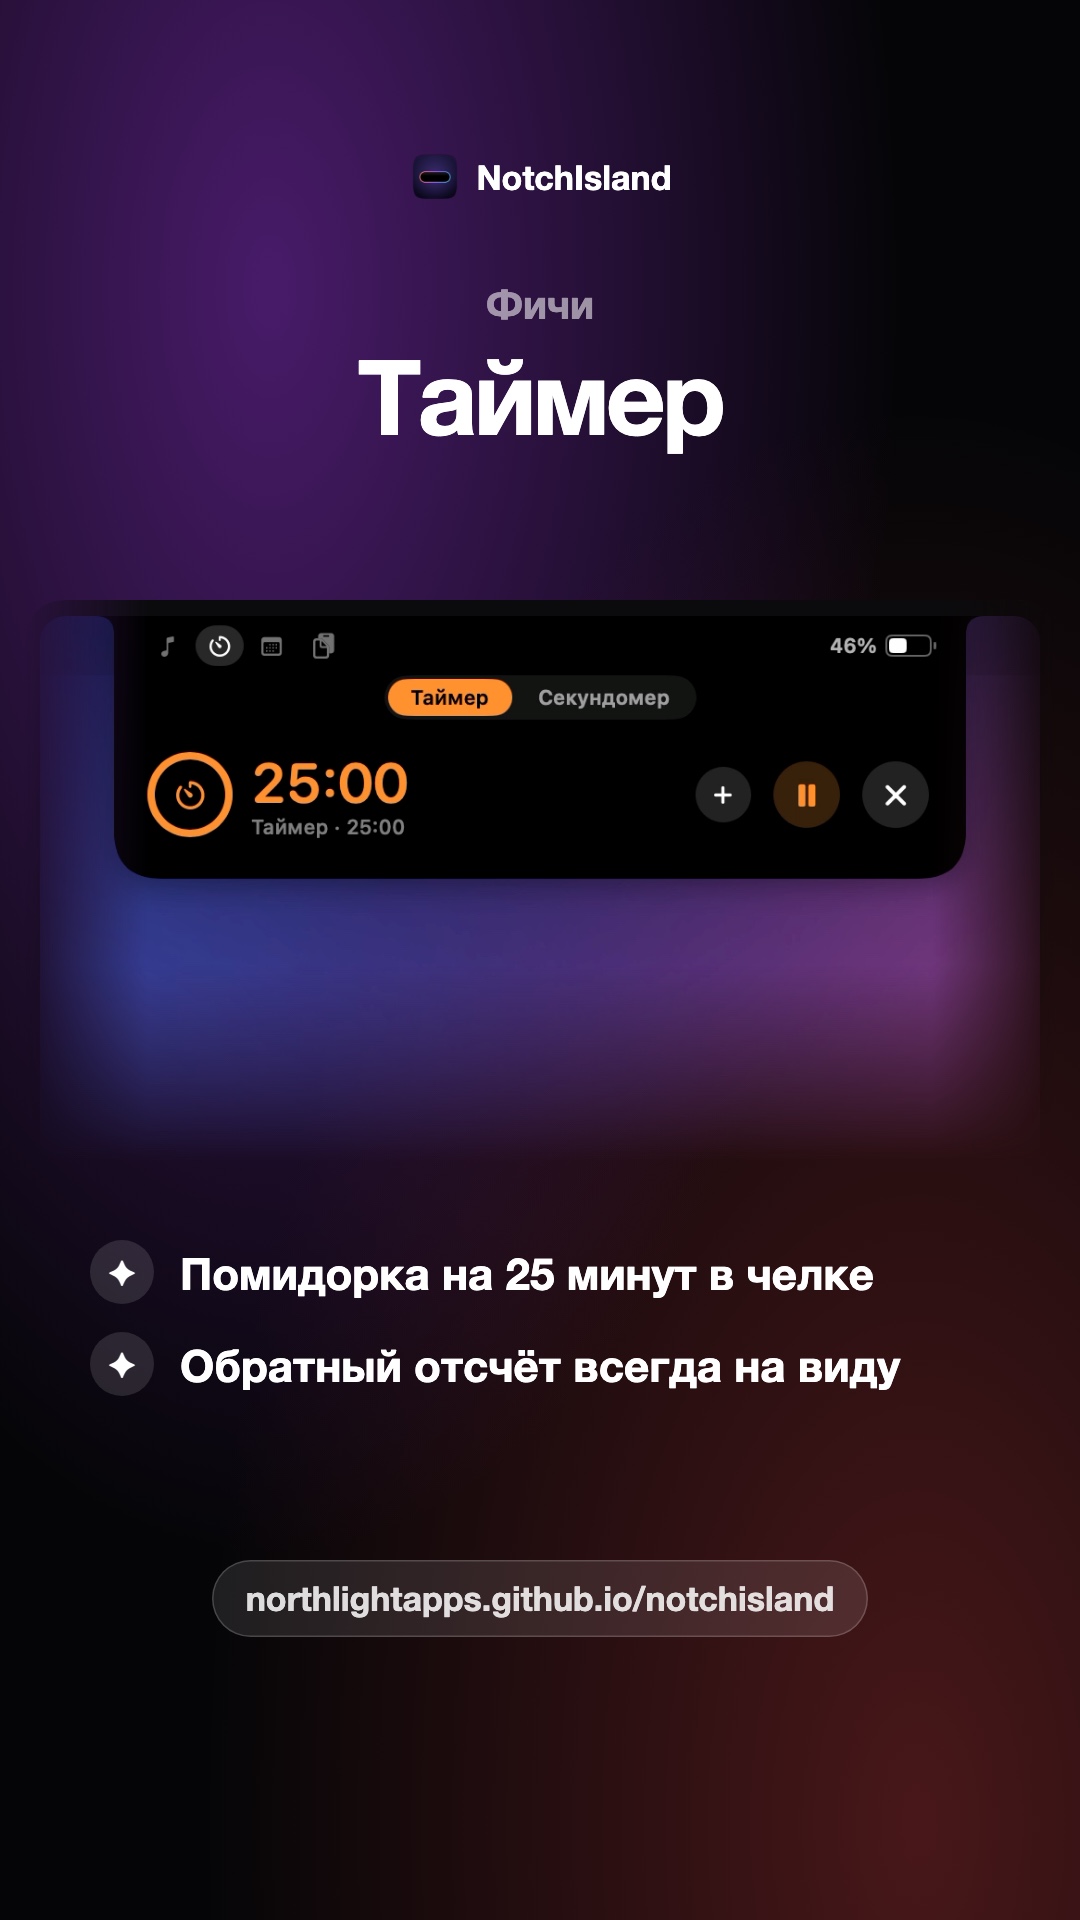 NotchIsland
Фичи
Таймер
46%
Таймер Секундомер
25:00
Таймер · 25:00
Помидорка на 25 минут в челке
Обратный отсчёт всегда на виду
northlightapps.github.io/notchisland